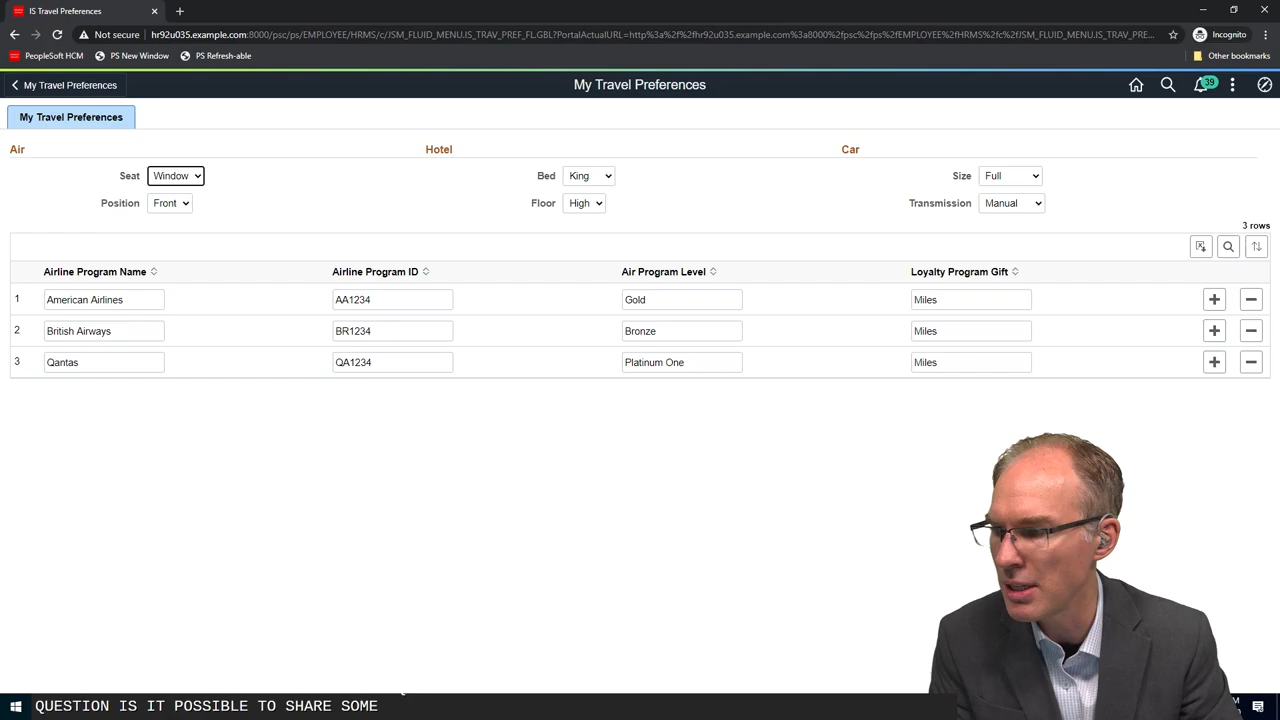 IS Travel Preferences
Not secure hr92u035.example.com:8000/psc/ps/EMPLOYEE/HRMS/c/JSM_FLUID_MENU.IS_TRAV_PREF_FL.GBL?PortalActualURL=http%3a%2f%2fhr92u035.example.com%3a8000%2fpsc%2fps%2fEMPLOYEE%2fHRMS%2fc%2fJSM_FLUID_MENU.IS_TRAV_PRE... Incognito
PeopleSoft HCM PS New Window PS Refresh-able Other bookmarks
My Travel Preferences My Travel Preferences 39
My Travel Preferences
Air Hotel Car
Seat Window Bed King Size Full
Position Front Floor High Transmission Manual
3 rows
Airline Program Name Airline Program ID Air Program Level Loyalty Program Gift
1 American Airlines AA1234 Gold Miles
2 British Airways BR1234 Bronze Miles
3 Qantas QA1234 Platinum One Miles
QUESTION IS IT POSSIBLE TO SHARE SOME